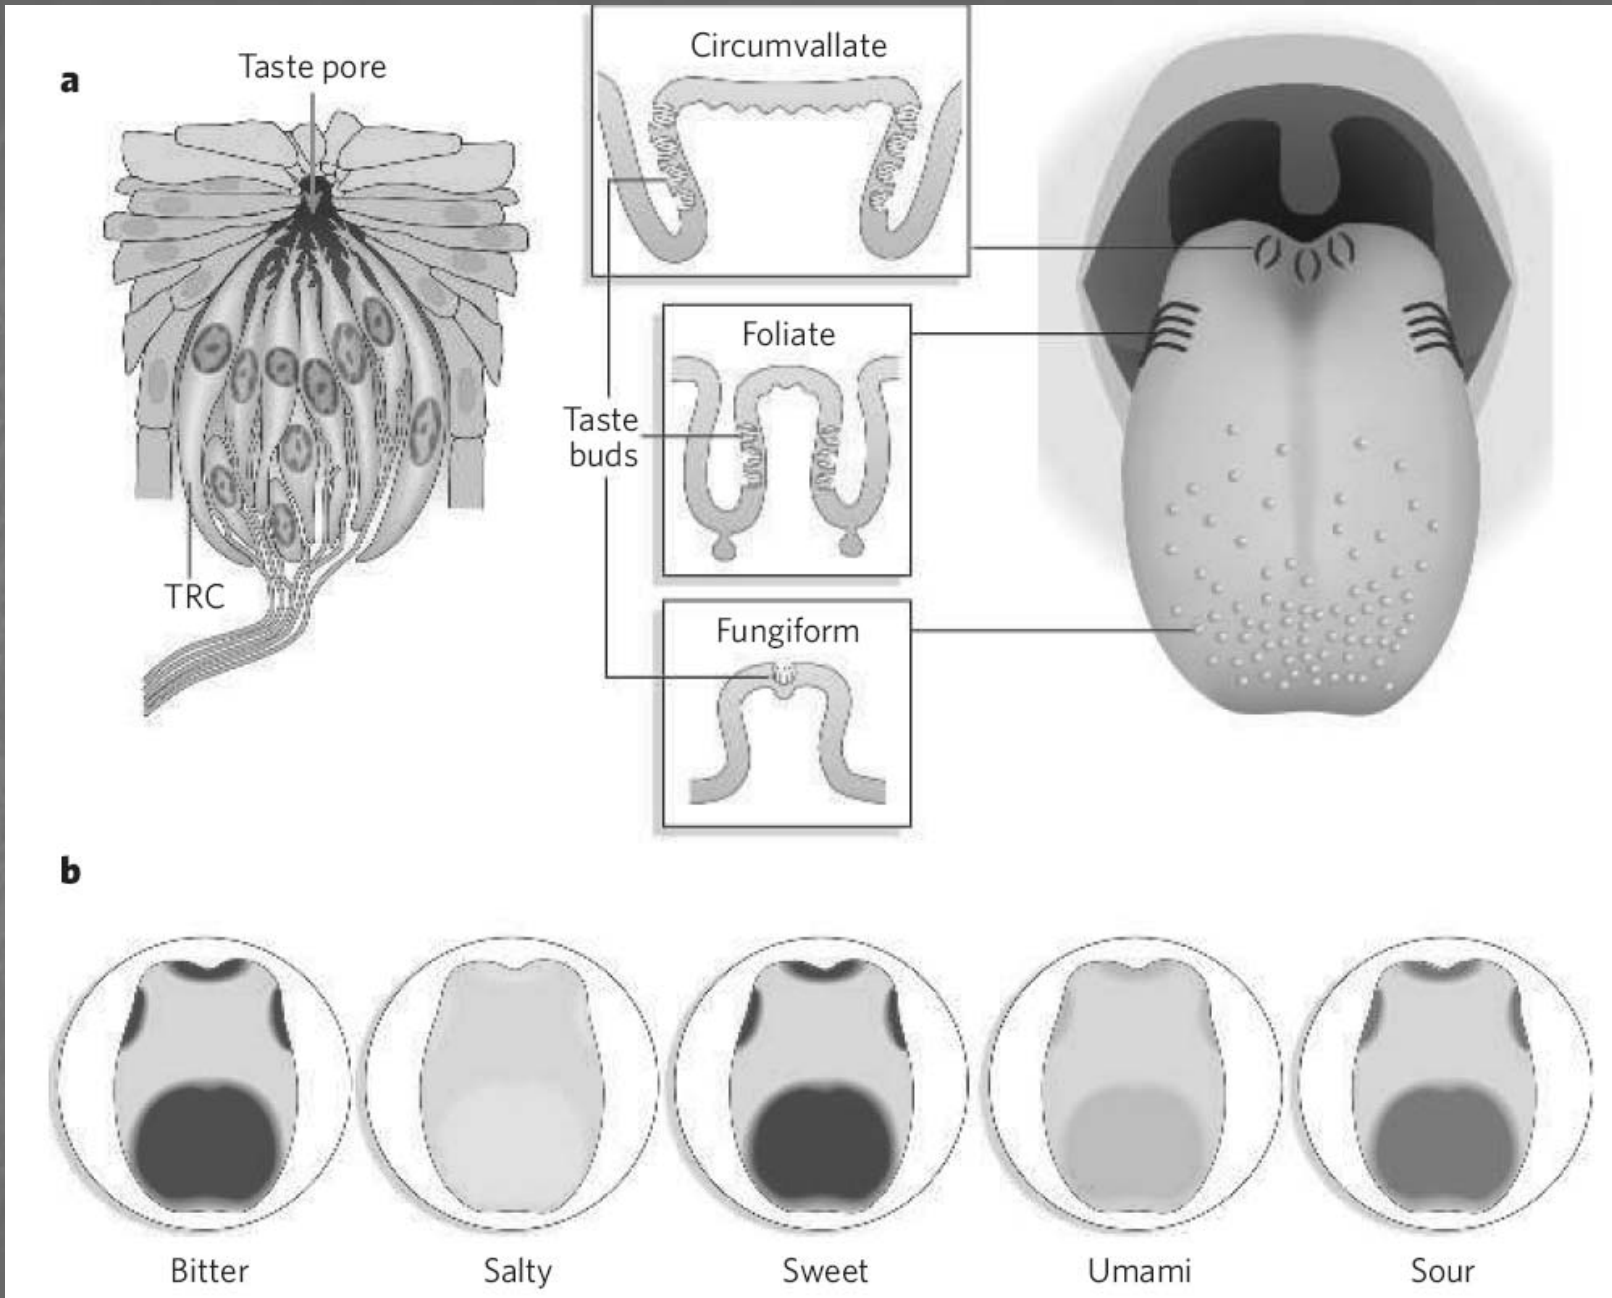 a
Taste pore
TRC
Circumvallate
Foliate
Taste
buds
Fungiform
b
Bitter
Salty
Sweet
Umami
Sour